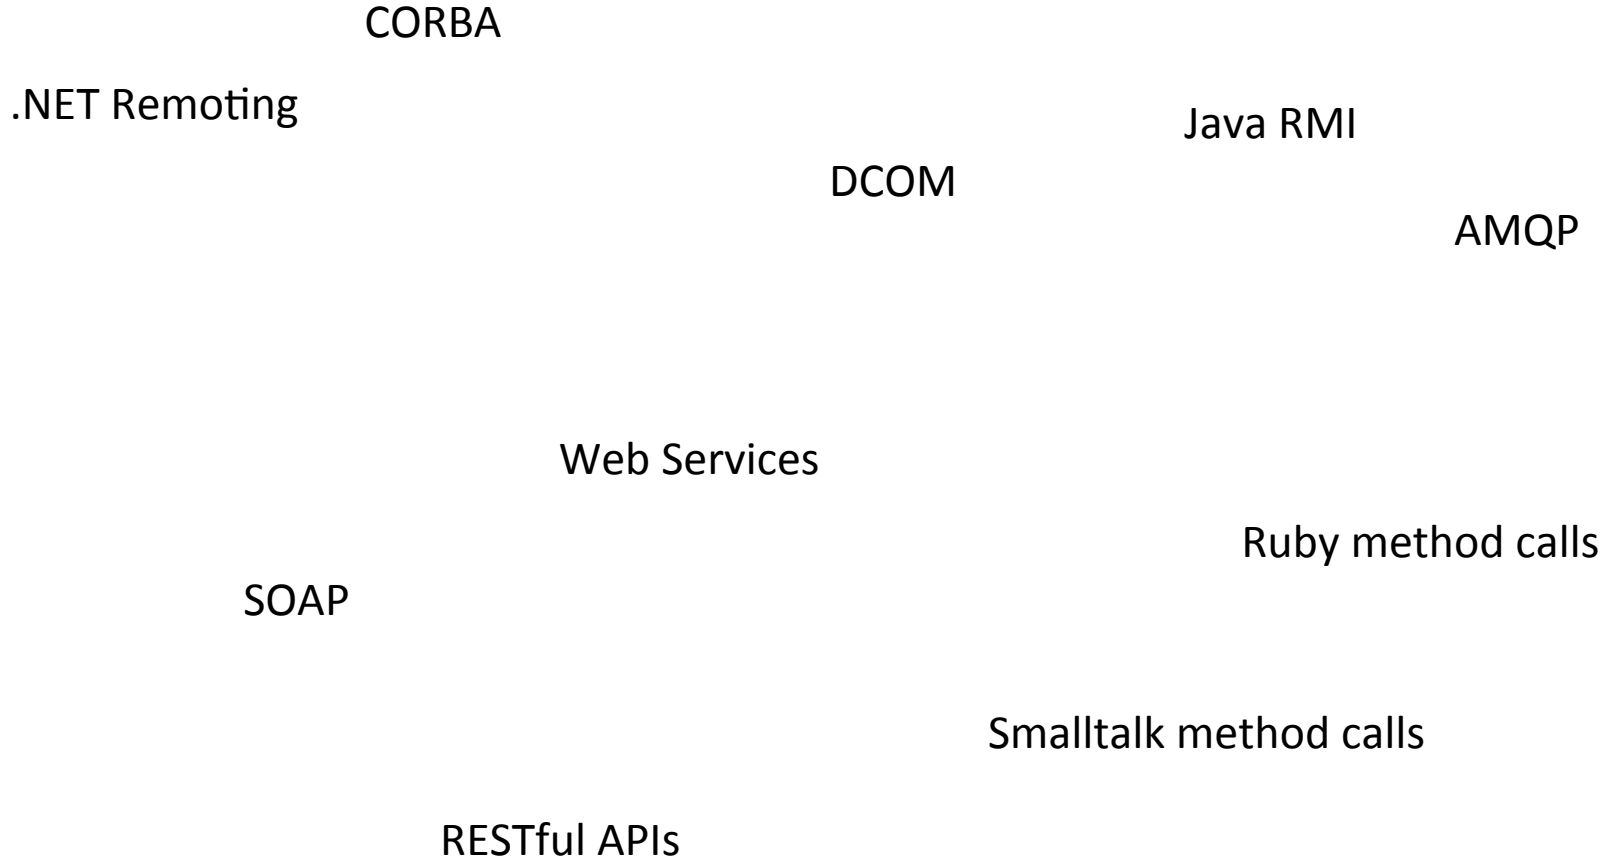 CORBA
.NET Remoting
Java RMI
DCOM
AMQP
Web Services
Ruby method calls
SOAP
Smalltalk method calls
RESTful APIs